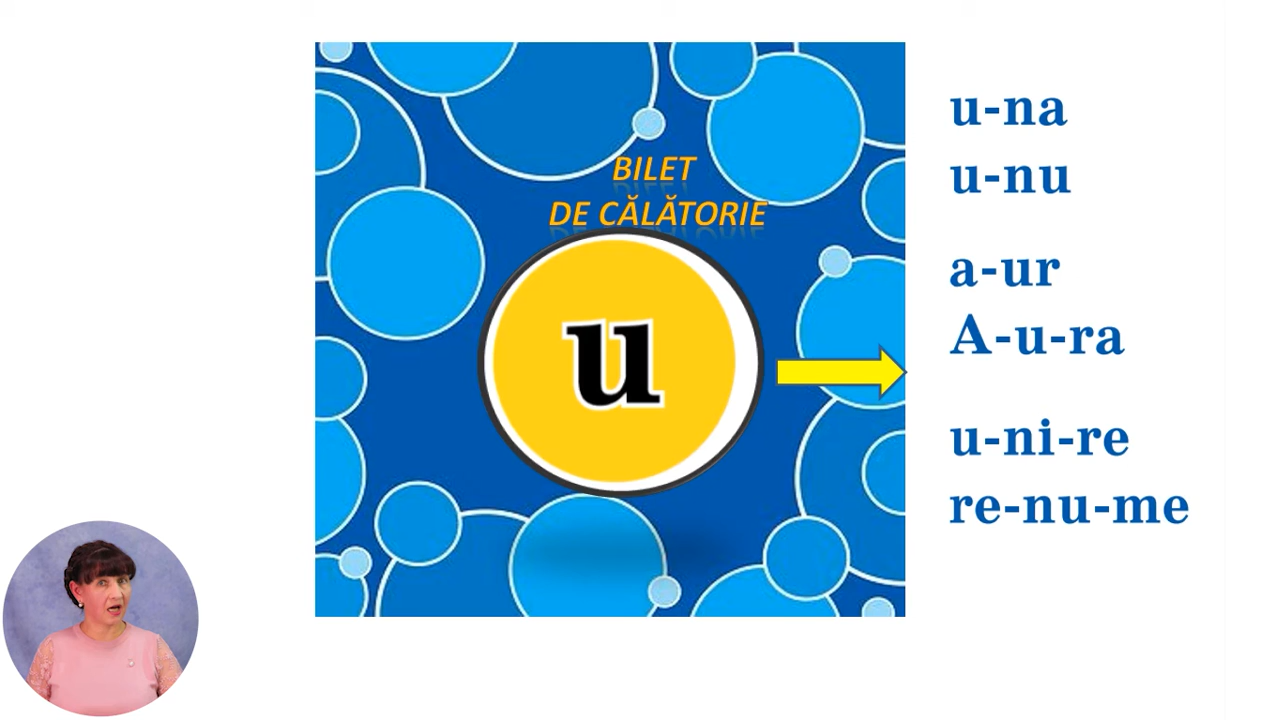 BILET
DE CĂLĂTORIE
u
u-na
u-nu
a-ur
A-u-ra
u-ni-re
re-nu-me